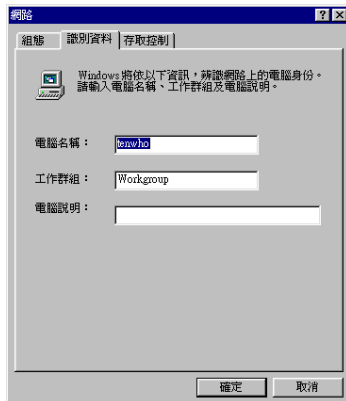 網路
組態 識別資料 存取控制
Windows 將依以下資訊，辨識網路上的電腦身份。
請輸入電腦名稱、工作群組及電腦說明。
電腦名稱： tenwho
工作群組： Workgroup
電腦說明：
確定 取消